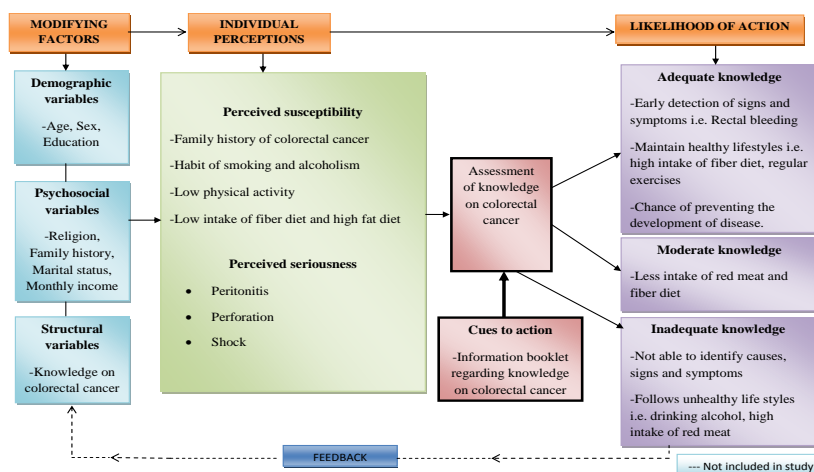 MODIFYING
FACTORS
INDIVIDUAL
PERCEPTIONS
LIKELIHOOD OF ACTION
Demographic
variables
-Age, Sex,
Education
Psychosocial
variables
-Religion,
Family history,
Marital status,
Monthly income
Structural
variables
-Knowledge on
colorectal cancer
Perceived susceptibility
-Family history of colorectal cancer
-Habit of smoking and alcoholism
-Low physical activity
-Low intake of fiber diet and high fat diet
Perceived seriousness
• Peritonitis
• Perforation
• Shock
Assessment
of knowledge
on colorectal
cancer
Cues to action
-Information booklet
regarding knowledge
on colorectal cancer
Adequate knowledge
-Early detection of signs and
symptoms i.e. Rectal bleeding
-Maintain healthy lifestyles i.e.
high intake of fiber diet, regular
exercises
-Chance of preventing the
development of disease.
Moderate knowledge
-Less intake of red meat and
fiber diet
Inadequate knowledge
-Not able to identify causes,
signs and symptoms
-Follows unhealthy life styles
i.e. drinking alcohol, high
intake of red meat
FEEDBACK
--- Not included in study